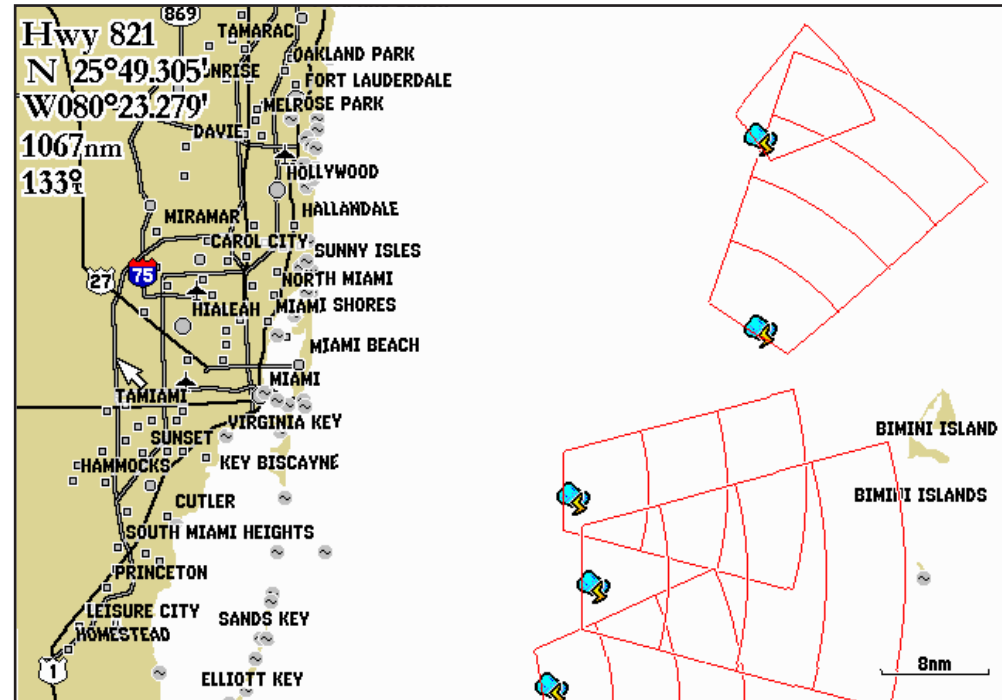 869
Hwy 821
TAMARAC
OAKLAND PARK
N 25°49.305'
NRISE
FORT LAUDERDALE
W080°23.279'
MELROSE PARK
1067nm
DAVIE
133°T
HOLLYWOOD
HALLANDALE
MIRAMAR
CAROL CITY
SUNNY ISLES
75
27
NORTH MIAMI
HIALEAH
MIAMI SHORES
MIAMI BEACH
MIAMI
TAMIAMI
VIRGINIA KEY
BIMINI ISLAND
SUNSET
KEY BISCAYNE
HAMMOCKS
BIMINI ISLANDS
CUTLER
SOUTH MIAMI HEIGHTS
PRINCETON
LEISURE CITY
SANDS KEY
HOMESTEAD
8nm
1
ELLIOTT KEY